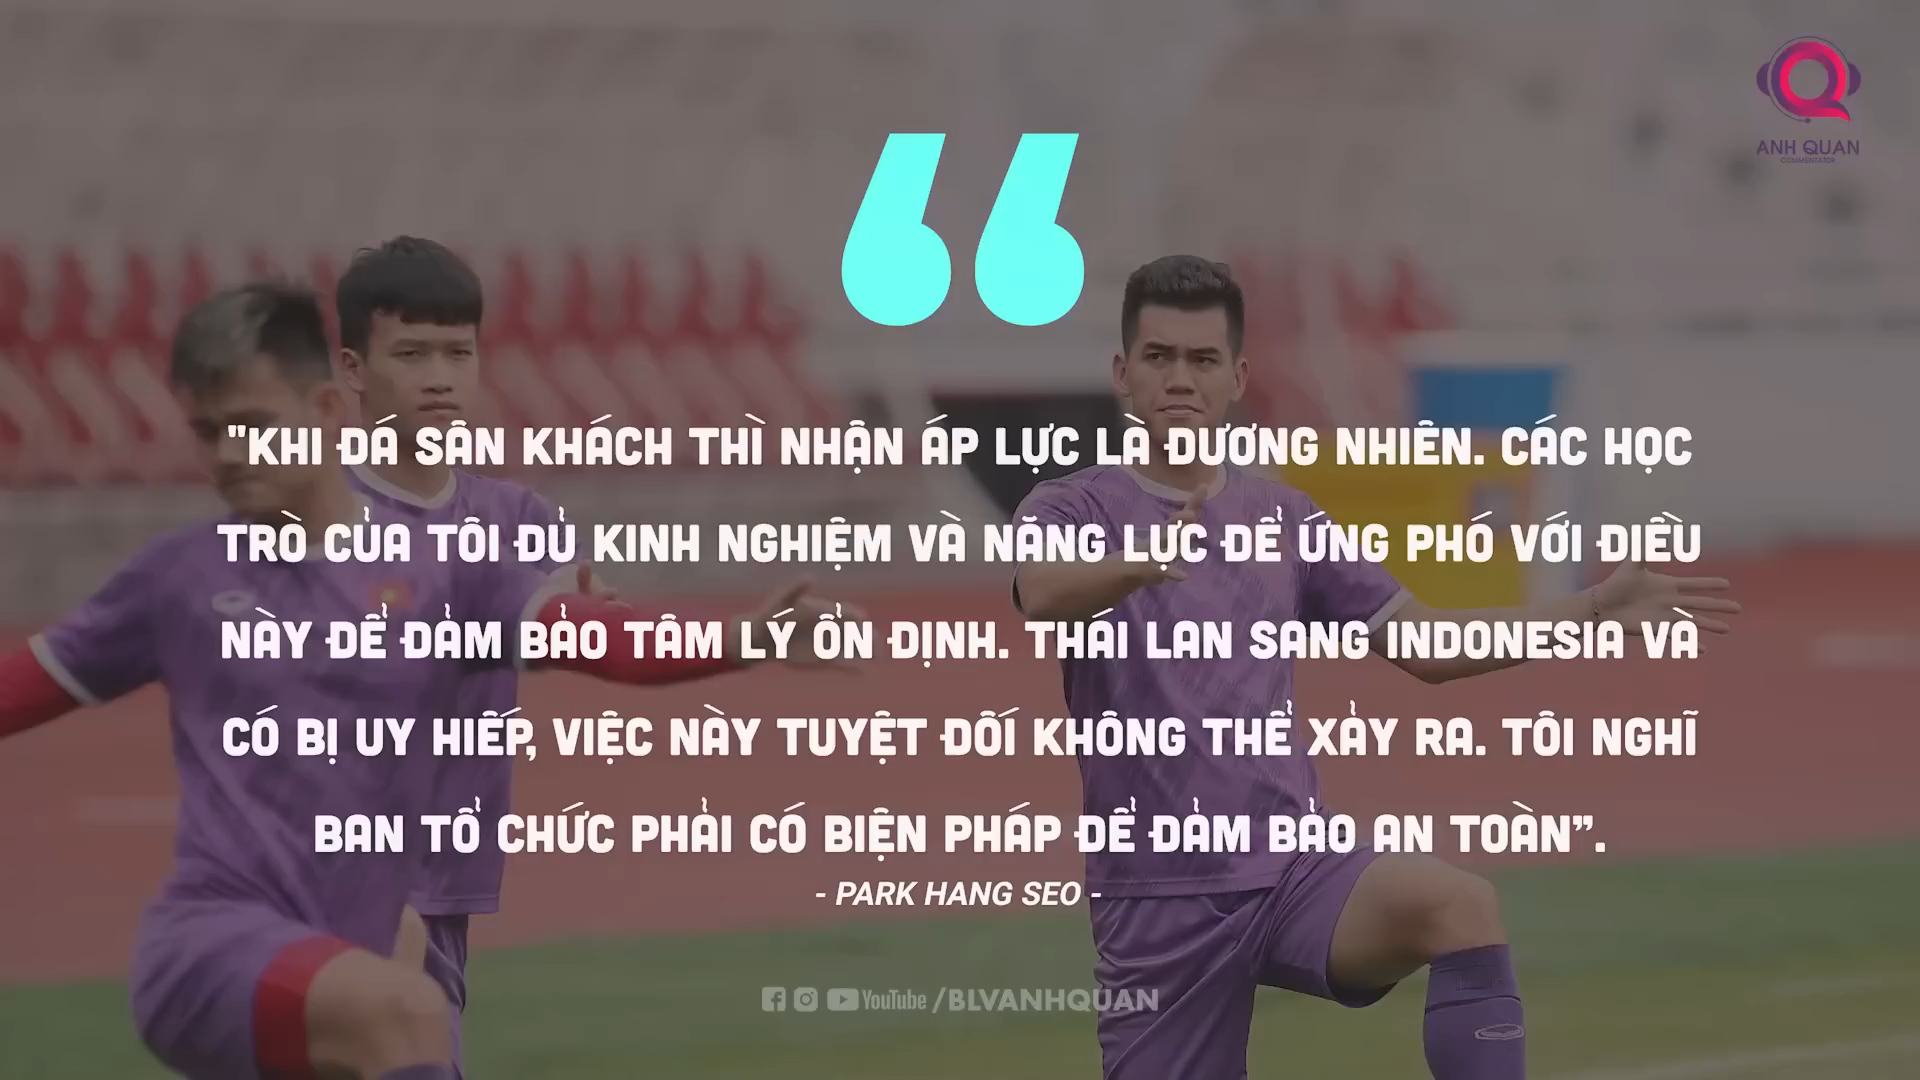 ANH QUAN
COMMENTATOR
"KHI ĐÁ SÂN KHÁCH THÌ NHẬN ÁP LỰC LÀ ĐƯƠNG NHIÊN. CÁC HỌC
TRÒ CỦA TÔI ĐỦ KINH NGHIỆM VÀ NĂNG LỰC ĐỂ ỨNG PHÓ VỚI ĐIỀU
NÀY ĐỂ ĐẢM BẢO TÂM LÝ ỔN ĐỊNH. THÁI LAN SANG INDONESIA VÀ
CÓ BỊ UY HIẾP, VIỆC NÀY TUYỆT ĐỐI KHÔNG THỂ XẢY RA. TÔI NGHĨ
BAN TỔ CHỨC PHẢI CÓ BIỆN PHÁP ĐỂ ĐẢM BẢO AN TOÀN”.
- PARK HANG SEO -
YouTube /BLVANHQUAN